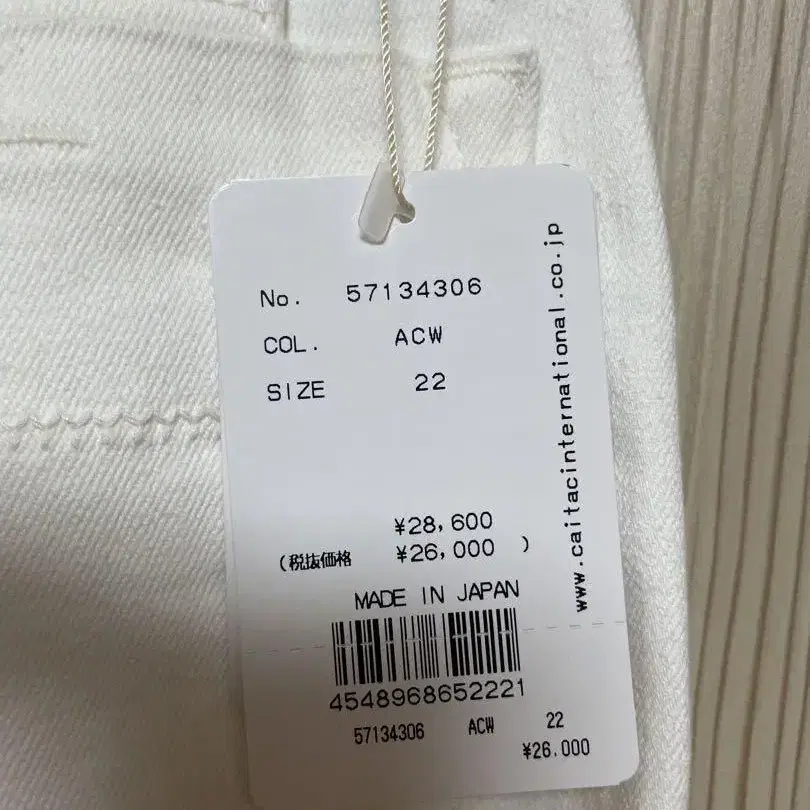 No. 57134306
COL. ACW
SIZE 22
¥28,600
(税抜価格 ¥26,000 )
MADE IN JAPAN
4548968652221
57134306 ACW 22
¥26.000
www.caitacinternational.co.jp